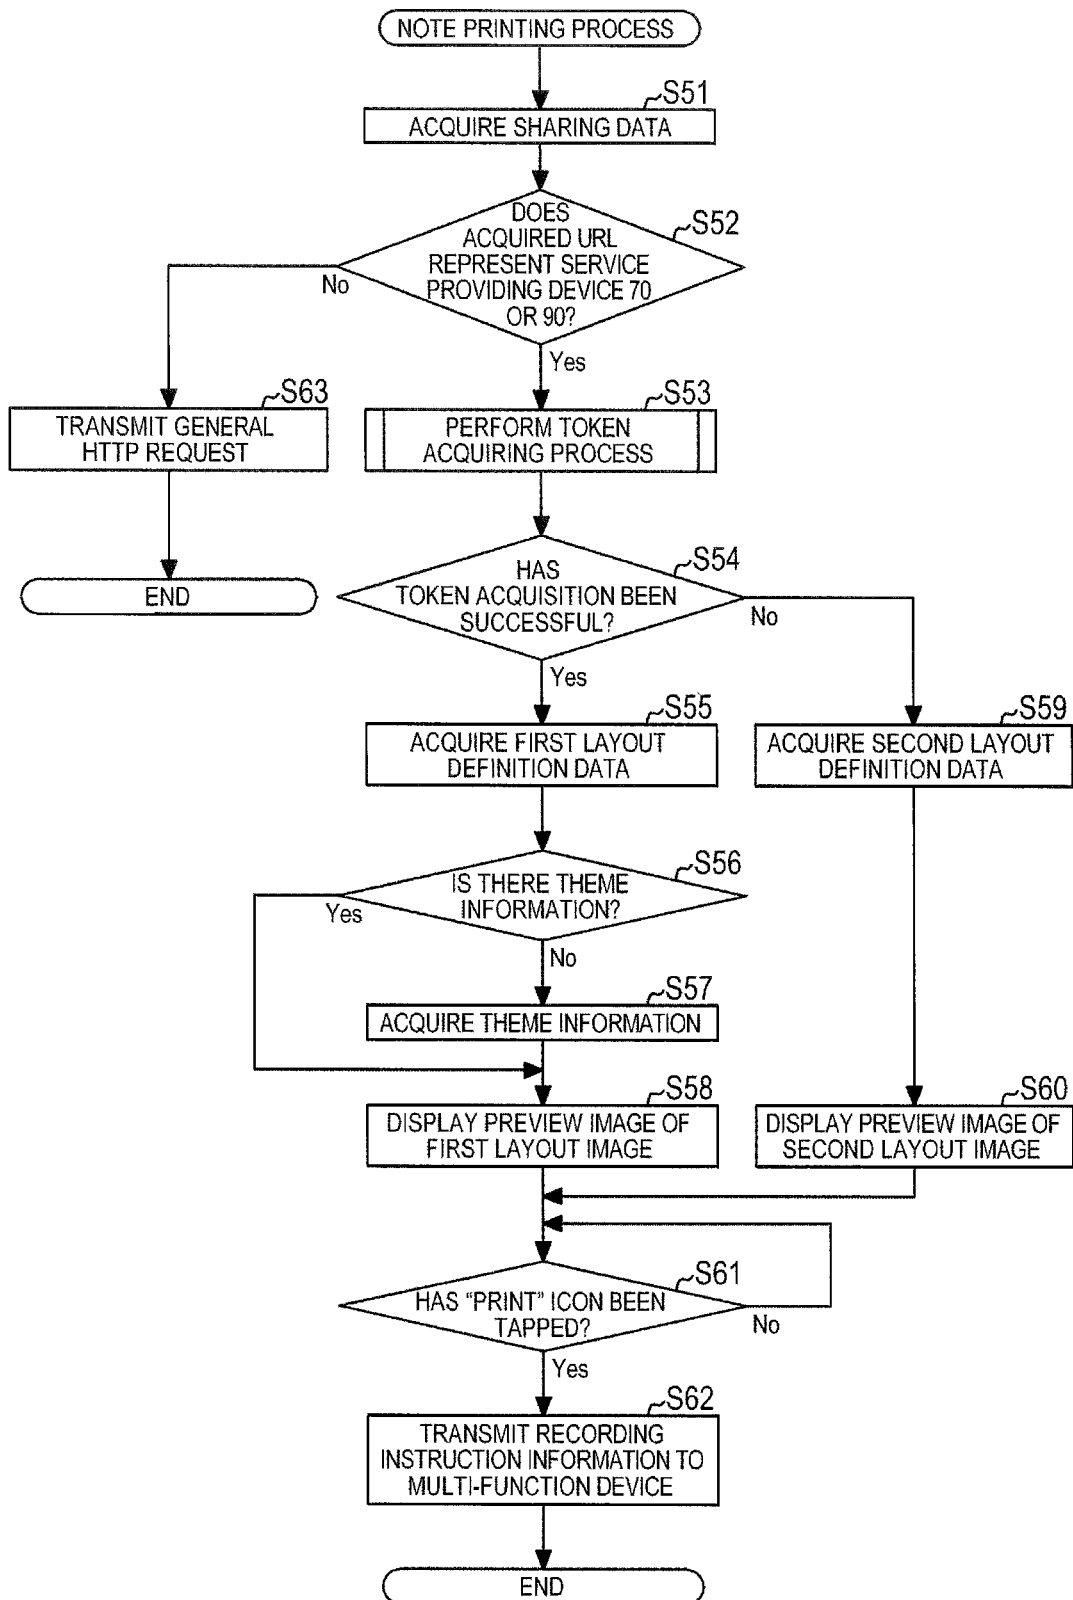 NOTE PRINTING PROCESS
S51
ACQUIRE SHARING DATA
S52
DOES
ACQUIRED URL
REPRESENT SERVICE
PROVIDING DEVICE 70
OR 90?
No
Yes
S63
TRANSMIT GENERAL
HTTP REQUEST
END
S53
PERFORM TOKEN
ACQUIRING PROCESS
S54
HAS
TOKEN ACQUISITION BEEN
SUCCESSFUL?
No
Yes
S55
ACQUIRE FIRST LAYOUT
DEFINITION DATA
S59
ACQUIRE SECOND LAYOUT
DEFINITION DATA
S56
IS THERE THEME
INFORMATION?
Yes
No
S57
ACQUIRE THEME INFORMATION
S58
DISPLAY PREVIEW IMAGE OF
FIRST LAYOUT IMAGE
S60
DISPLAY PREVIEW IMAGE OF
SECOND LAYOUT IMAGE
S61
HAS “PRINT” ICON BEEN
TAPPED?
No
Yes
S62
TRANSMIT RECORDING
INSTRUCTION INFORMATION TO
MULTI-FUNCTION DEVICE
END